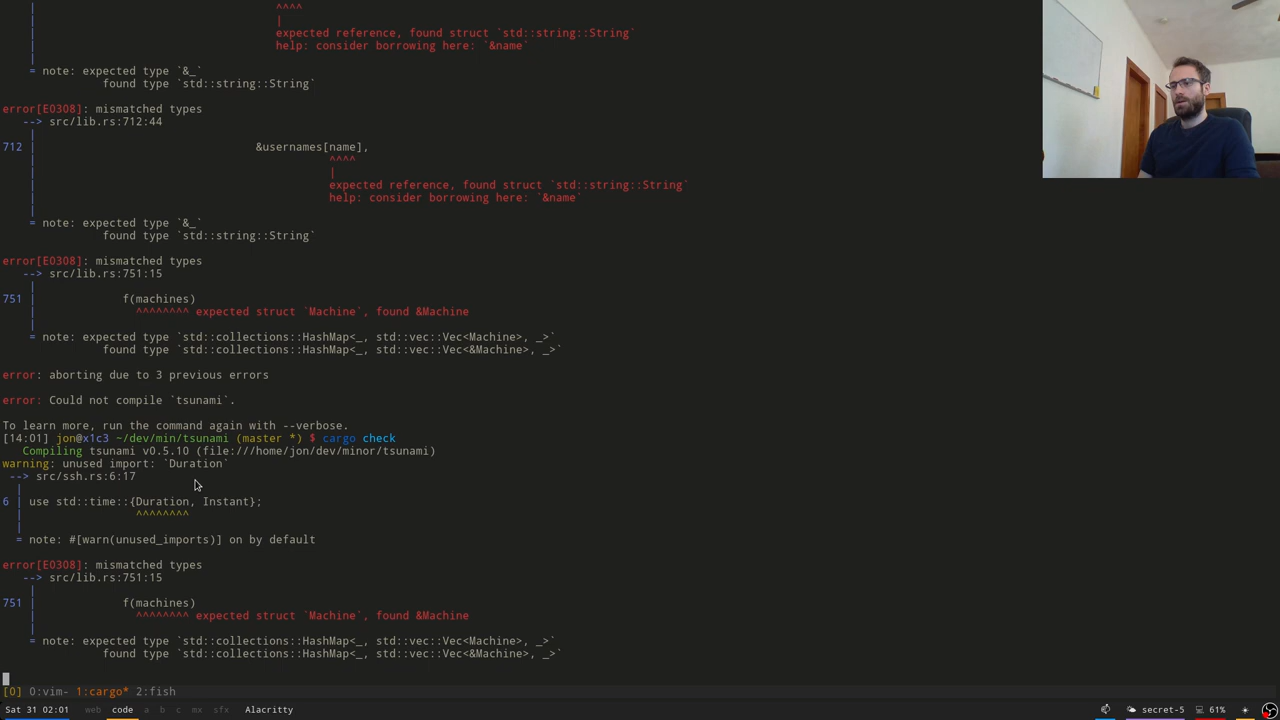 ^^^^
|
expected reference, found struct `std::string::String`
help: consider borrowing here: `&name`
|
= note: expected type `&_`
found type `std::string::String`
error[E0308]: mismatched types
--> src/lib.rs:712:44
|
712 | &usernames[name],
| ^^^^
| |
| expected reference, found struct `std::string::String`
| help: consider borrowing here: `&name`
|
= note: expected type `&_`
found type `std::string::String`
error[E0308]: mismatched types
--> src/lib.rs:751:15
|
751 | f(machines)
| ^^^^^^^^ expected struct `Machine`, found &Machine
|
= note: expected type `std::collections::HashMap<_, std::vec::Vec<Machine>, _>`
found type `std::collections::HashMap<_, std::vec::Vec<&Machine>, _>`
error: aborting due to 3 previous errors
error: Could not compile `tsunami`.
To learn more, run the command again with --verbose.
[14:01] jon@x1c3 ~/dev/min/tsunami (master *) $ cargo check
Compiling tsunami v0.5.10 (file:///home/jon/dev/minor/tsunami)
warning: unused import: `Duration`
--> src/ssh.rs:6:17
|
6 | use std::time::{Duration, Instant};
| ^^^^^^^^
|
= note: #[warn(unused_imports)] on by default
error[E0308]: mismatched types
--> src/lib.rs:751:15
|
751 | f(machines)
| ^^^^^^^^ expected struct `Machine`, found &Machine
|
= note: expected type `std::collections::HashMap<_, std::vec::Vec<Machine>, _>`
found type `std::collections::HashMap<_, std::vec::Vec<&Machine>, _>`
[0] 0:vim- 1:cargo* 2:fish
Sat 31 02:01 web code a b c mx sfx Alacritty secret-5 61%